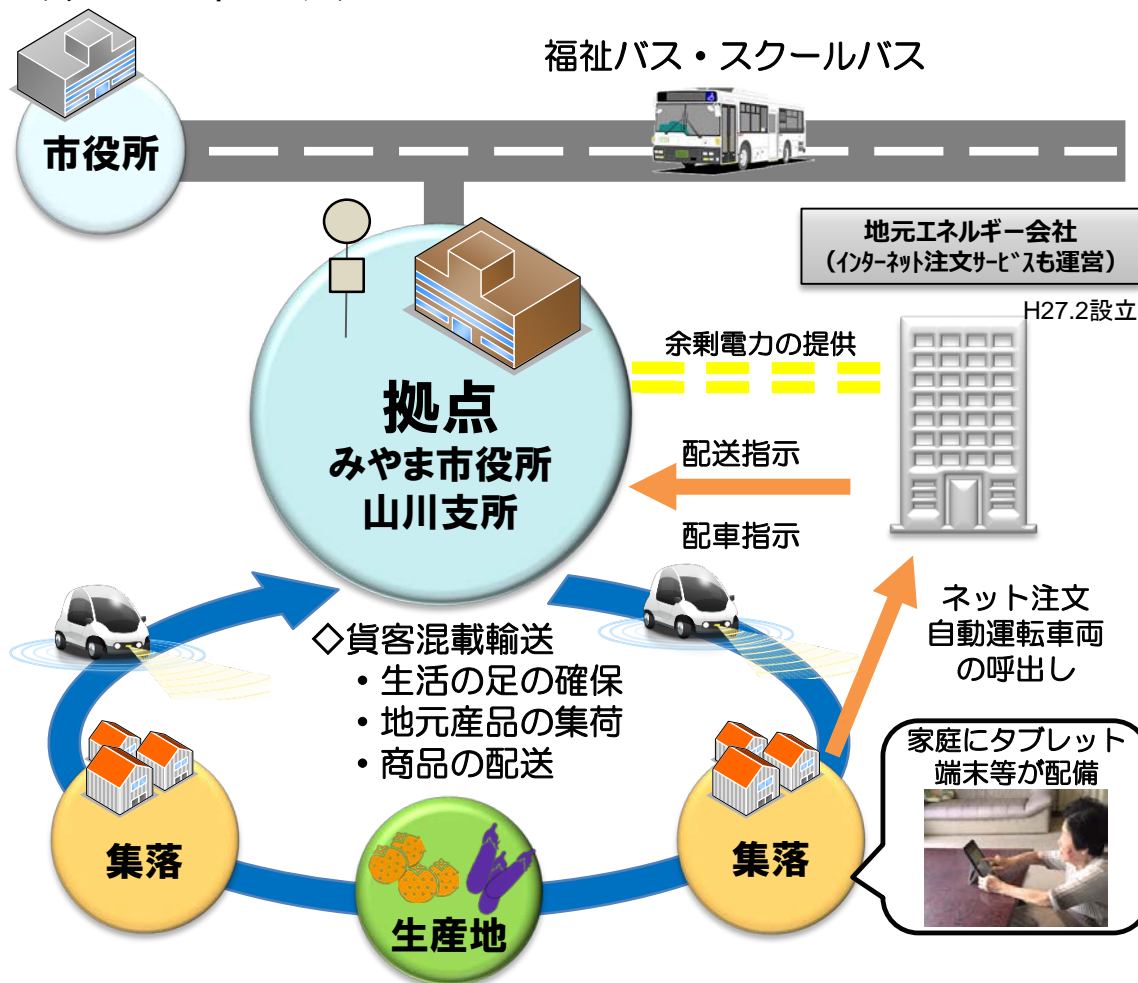 福祉バス・スクールバス
市役所
地元エネルギー会社
（インターネット注文サービスも運営）
H27.2設立
余剰電力の提供
拠点
みやま市役所
山川支所
配送指示
配車指示
ネット注文
自動運転車両
の呼出し
◇貨客混載輸送
・生活の足の確保
・地元産品の集荷
・商品の配送
家庭にタブレット
端末等が配備
集落
集落
生産地